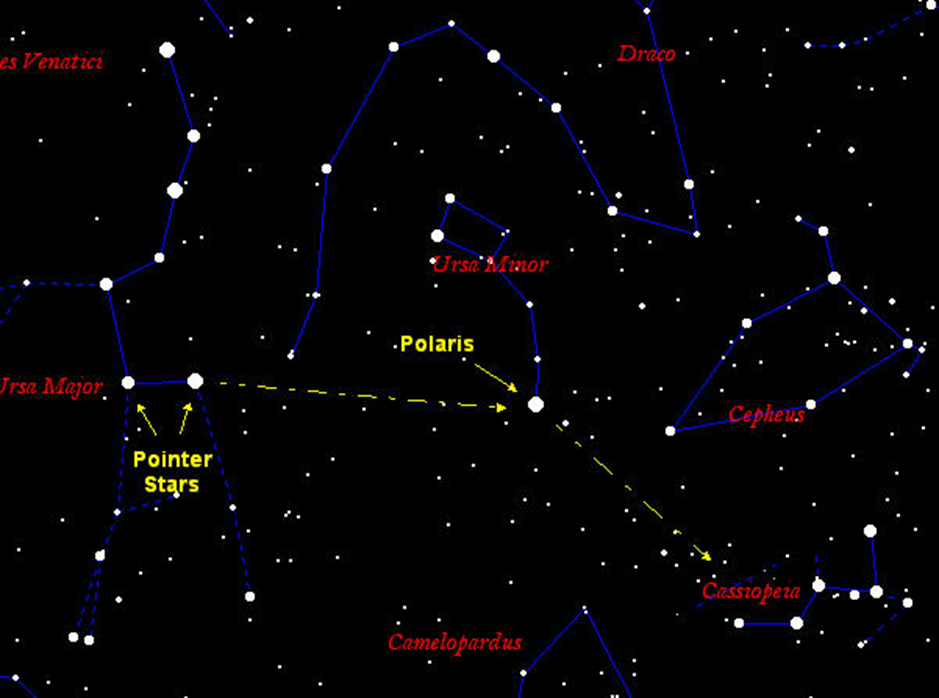 Draco
es Venatici
Ursa Minor
Polaris
Ursa Major
Cepheus
Pointer
Stars
Cassiopeia
Camelopardus